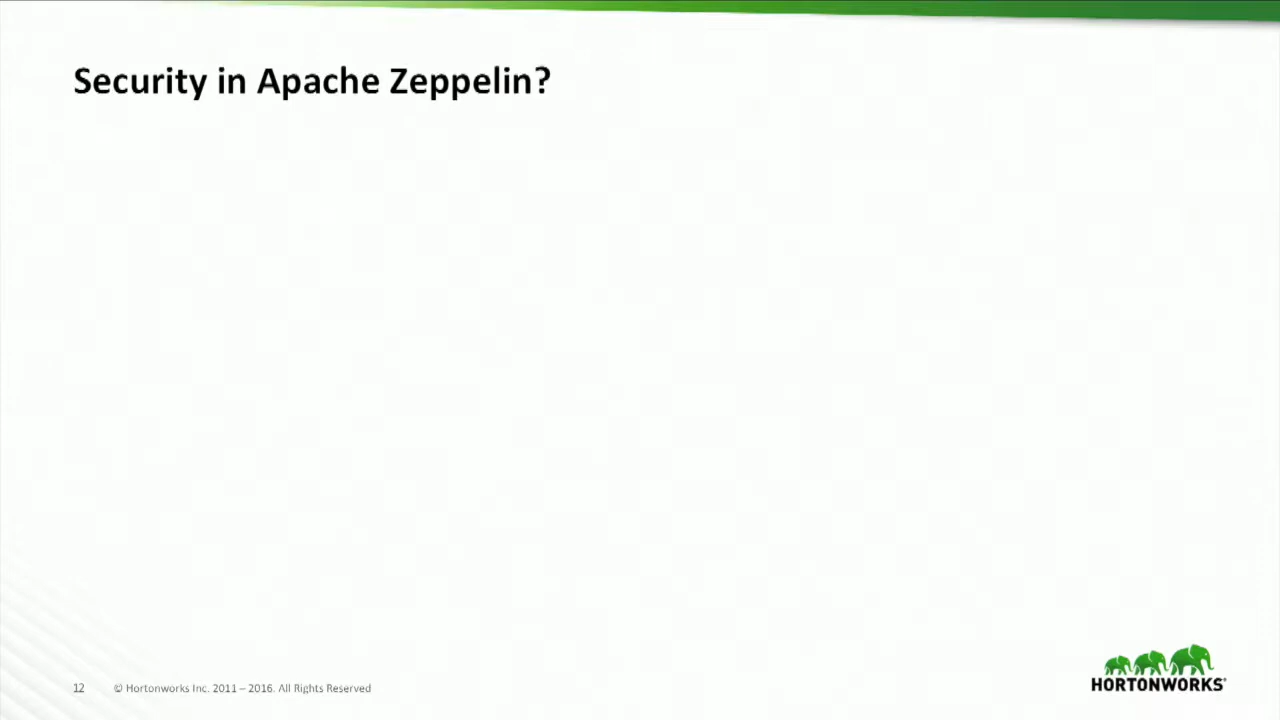 Security in Apache Zeppelin?
12 © Hortonworks Inc. 2011 – 2016. All Rights Reserved
HORTONWORKS®